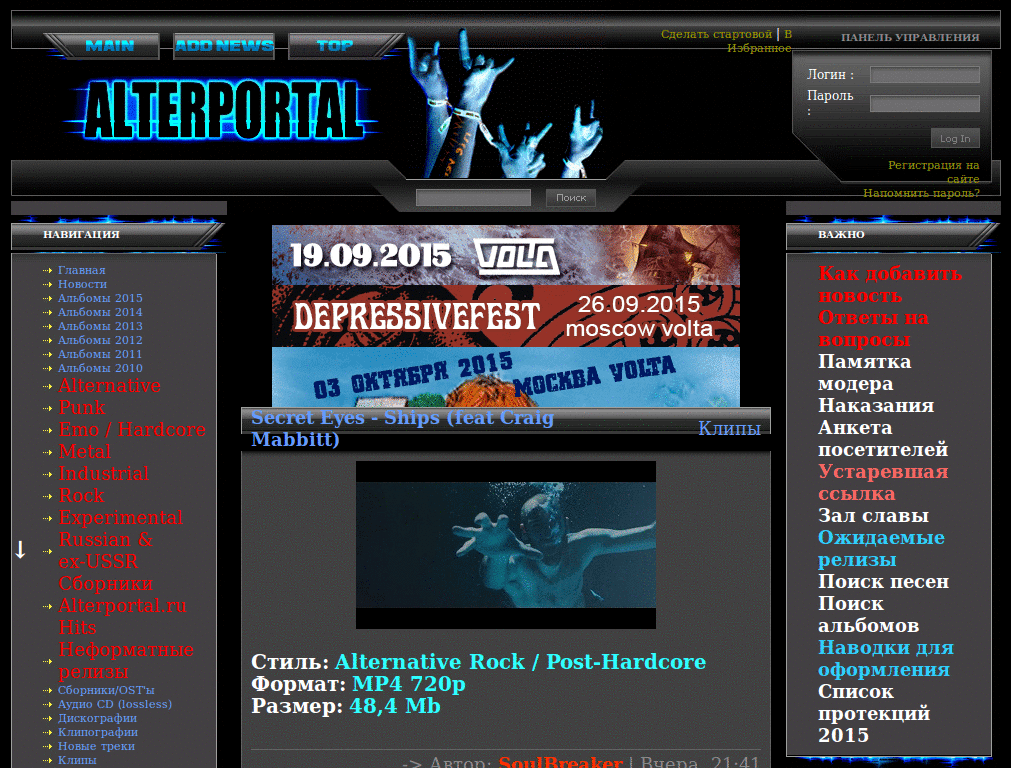 MAIN
ADD NEWS
TOP
Сделать стартовой | В
Избранное
ПАНЕЛЬ УПРАВЛЕНИЯ
Логин :
Пароль
:
Log In
Регистрация на
сайте
Напомнить пароль?
ALTERPORTAL
Поиск
НАВИГАЦИЯ
Главная
Новости
Альбомы 2015
Альбомы 2014
Альбомы 2013
Альбомы 2012
Альбомы 2011
Альбомы 2010
Alternative
Punk
Emo / Hardcore
Metal
Industrial
Rock
Experimental
Russian &
ex-USSR
Сборники
Alterportal.ru
Hits
Неформатные
релизы
Сборники/OST'ы
Аудио CD (lossless)
Дискографии
Клипографии
Новые треки
Клипы
19.09.2015 VOLTA
DEPRESSIVEFEST
26.09.2015
moscow volta
03 ОКТЯБРЯ 2015
МОСКВА VOLTA
Secret Eyes - Ships (feat Craig
Mabbitt)
Клипы
Стиль: Alternative Rock / Post-Hardcore
Формат: MP4 720p
Размер: 48,4 Mb
-> Автор: SoulBreaker | Вчера, 21:41
ВАЖНО
Как добавить
новость
Ответы на
вопросы
Памятка
модера
Наказания
Анкета
посетителей
Устаревшая
ссылка
Зал славы
Ожидаемые
релизы
Поиск песен
Поиск
альбомов
Наводки для
оформления
Список
протекций
2015